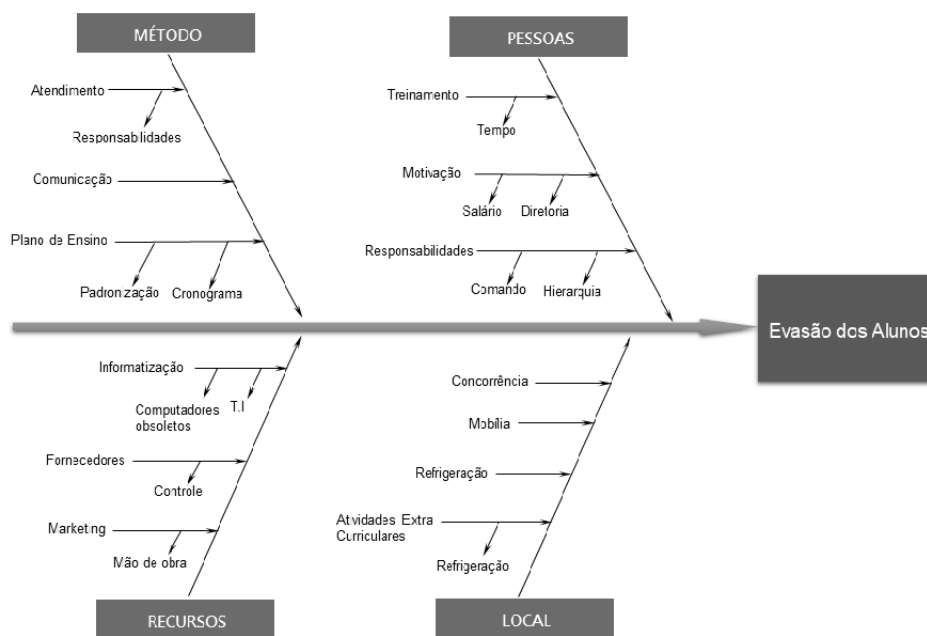 MÉTODO
PESSOAS
Atendimento
Responsabilidades
Comunicação
Plano de Ensino
Padronização
Cronograma
Treinamento
Tempo
Motivação
Salário
Diretoria
Responsabilidades
Comando
Hierarquia
Evasão dos Alunos
Informatização
Computadores
obsoletos
T.I
Fornecedores
Controle
Marketing
Mão de obra
Concorrência
Mobília
Refrigeração
Atividades Extra
Curriculares
Refrigeração
RECURSOS
LOCAL